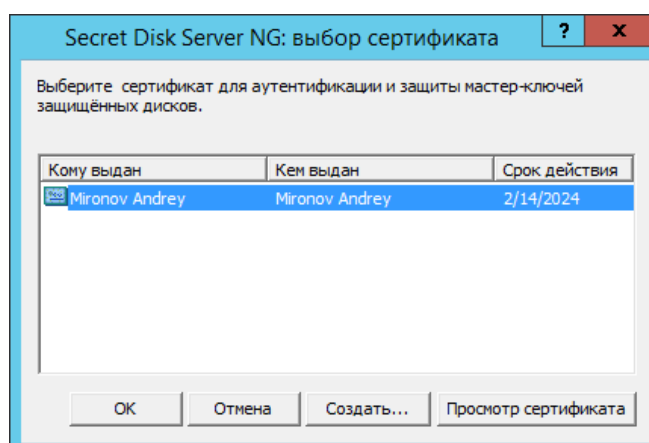 Secret Disk Server NG: выбор сертификата
? x
Выберите сертификат для аутентификации и защиты мастер-ключей
защищённых дисков.
Кому выдан Кем выдан Срок действия
Mironov Andrey Mironov Andrey 2/14/2024
OK Отмена Создать... Просмотр сертификата